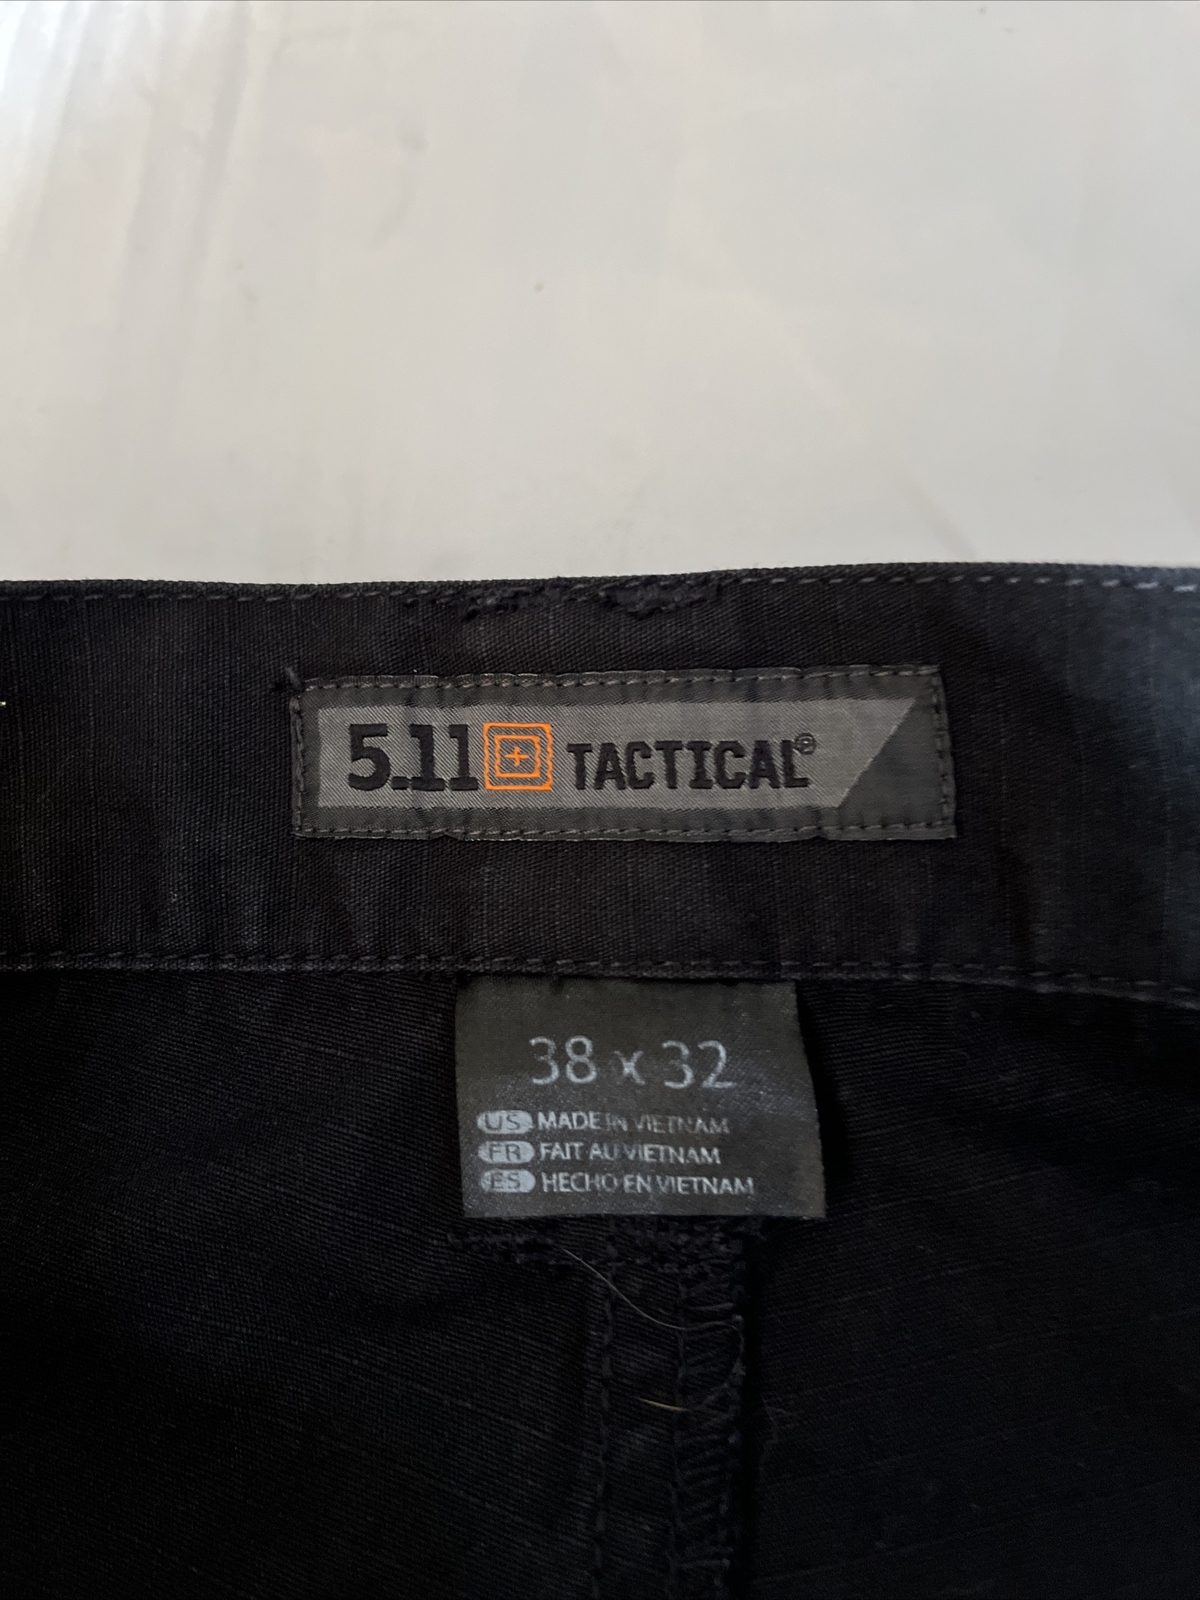 5.11 TACTICAL®
38 x 32
US MADE IN VIETNAM
FR FAIT AU VIETNAM
ES HECHO EN VIETNAM